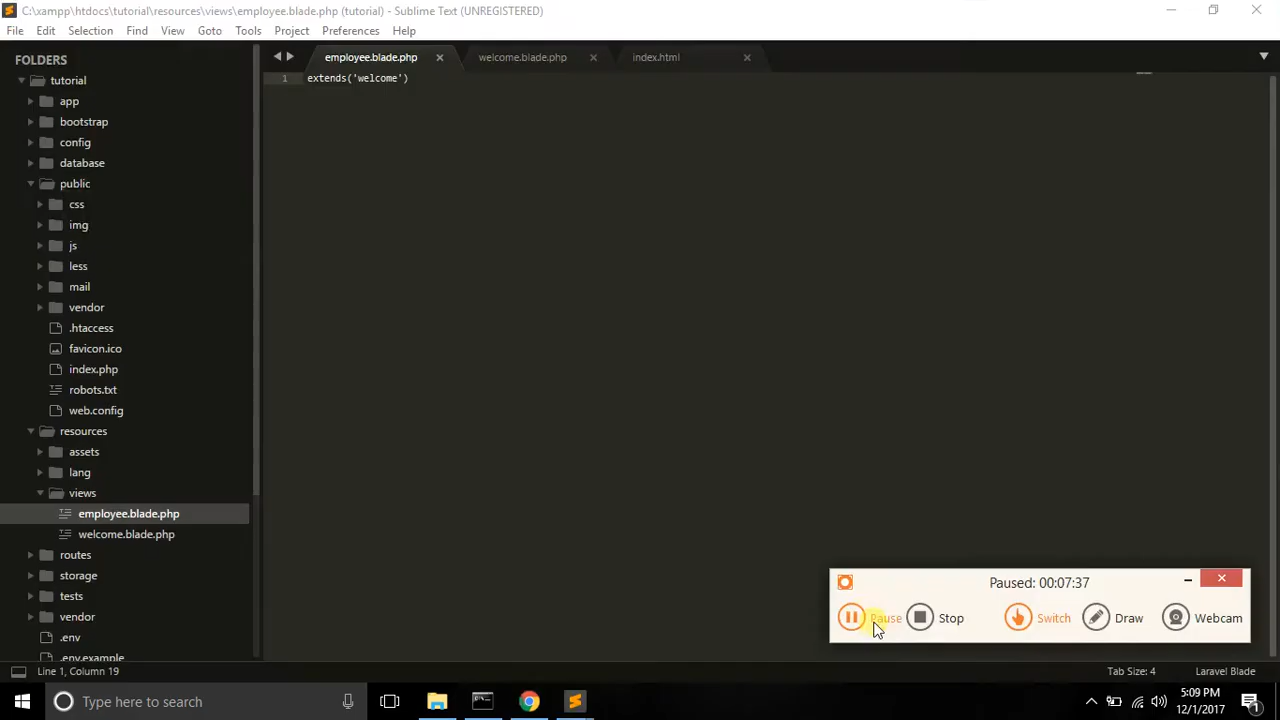 C:\xampp\htdocs\tutorial\resources\views\employee.blade.php (tutorial) - Sublime Text (UNREGISTERED)
File Edit Selection Find View Goto Tools Project Preferences Help
FOLDERS
tutorial
app
bootstrap
config
database
public
css
img
js
less
mail
vendor
.htaccess
favicon.ico
index.php
robots.txt
web.config
resources
assets
lang
views
employee.blade.php
welcome.blade.php
routes
storage
tests
vendor
.env
.env.example
employee.blade.php welcome.blade.php index.html
1 extends('welcome')
Paused: 00:07:37
Pause Stop Switch Draw Webcam
Line 1, Column 19 Tab Size: 4 Laravel Blade
Type here to search
5:09 PM
12/1/2017
1